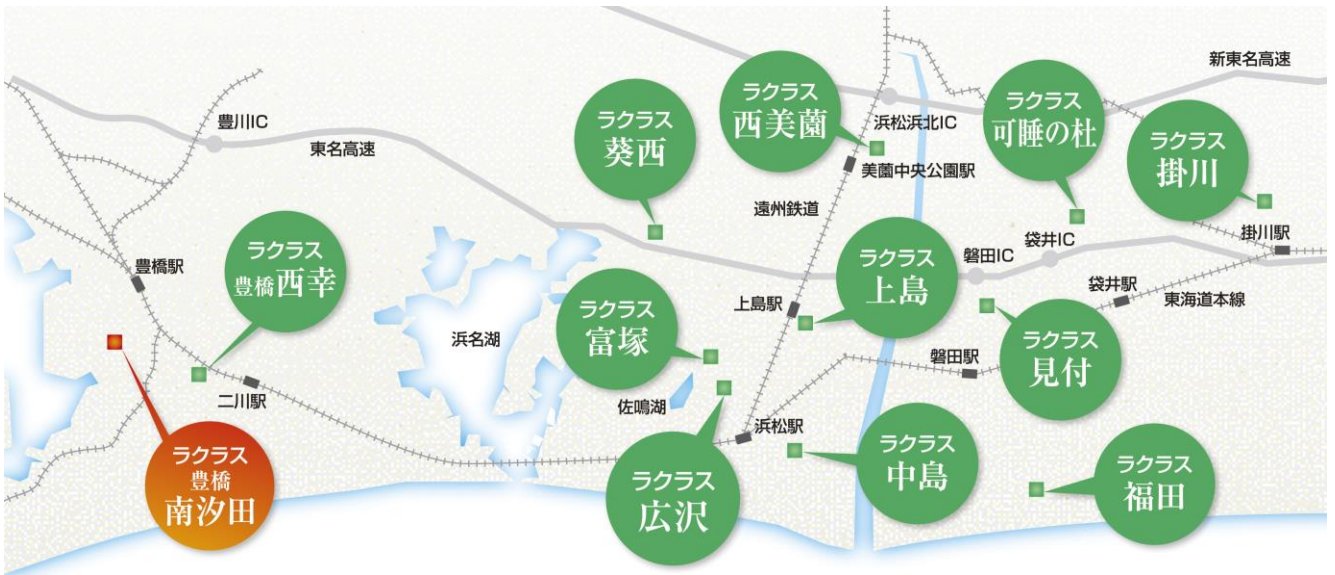 新東名高速
ラクラス
西美薗
ラクラス
可睡の杜
ラクラス
掛川
ラクラス
葵西
豊川IC
東名高速
浜松浜北IC
美薗中央公園駅
遠州鉄道
掛川駅
袋井IC
磐田IC
ラクラス
豊橋西幸
豊橋駅
ラクラス
上島
袋井駅
東海道本線
上島駅
ラクラス
富塚
浜名湖
ラクラス
見付
磐田駅
二川駅
佐鳴湖
浜松駅
ラクラス
豊橋
南汐田
ラクラス
広沢
ラクラス
中島
ラクラス
福田